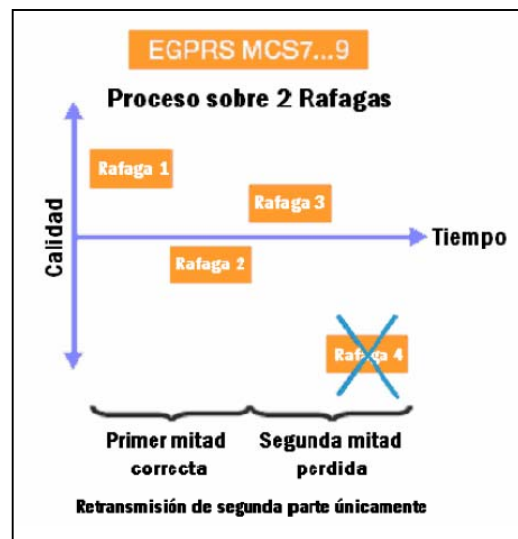 EGPRS MCS7...9
Proceso sobre 2 Rafagas
Rafaga 1
Rafaga 3
Tiempo
Calidad
Rafaga 2
Rafaga 4
Primer mitad
correcta
Segunda mitad
perdida
Retransmisión de segunda parte únicamente